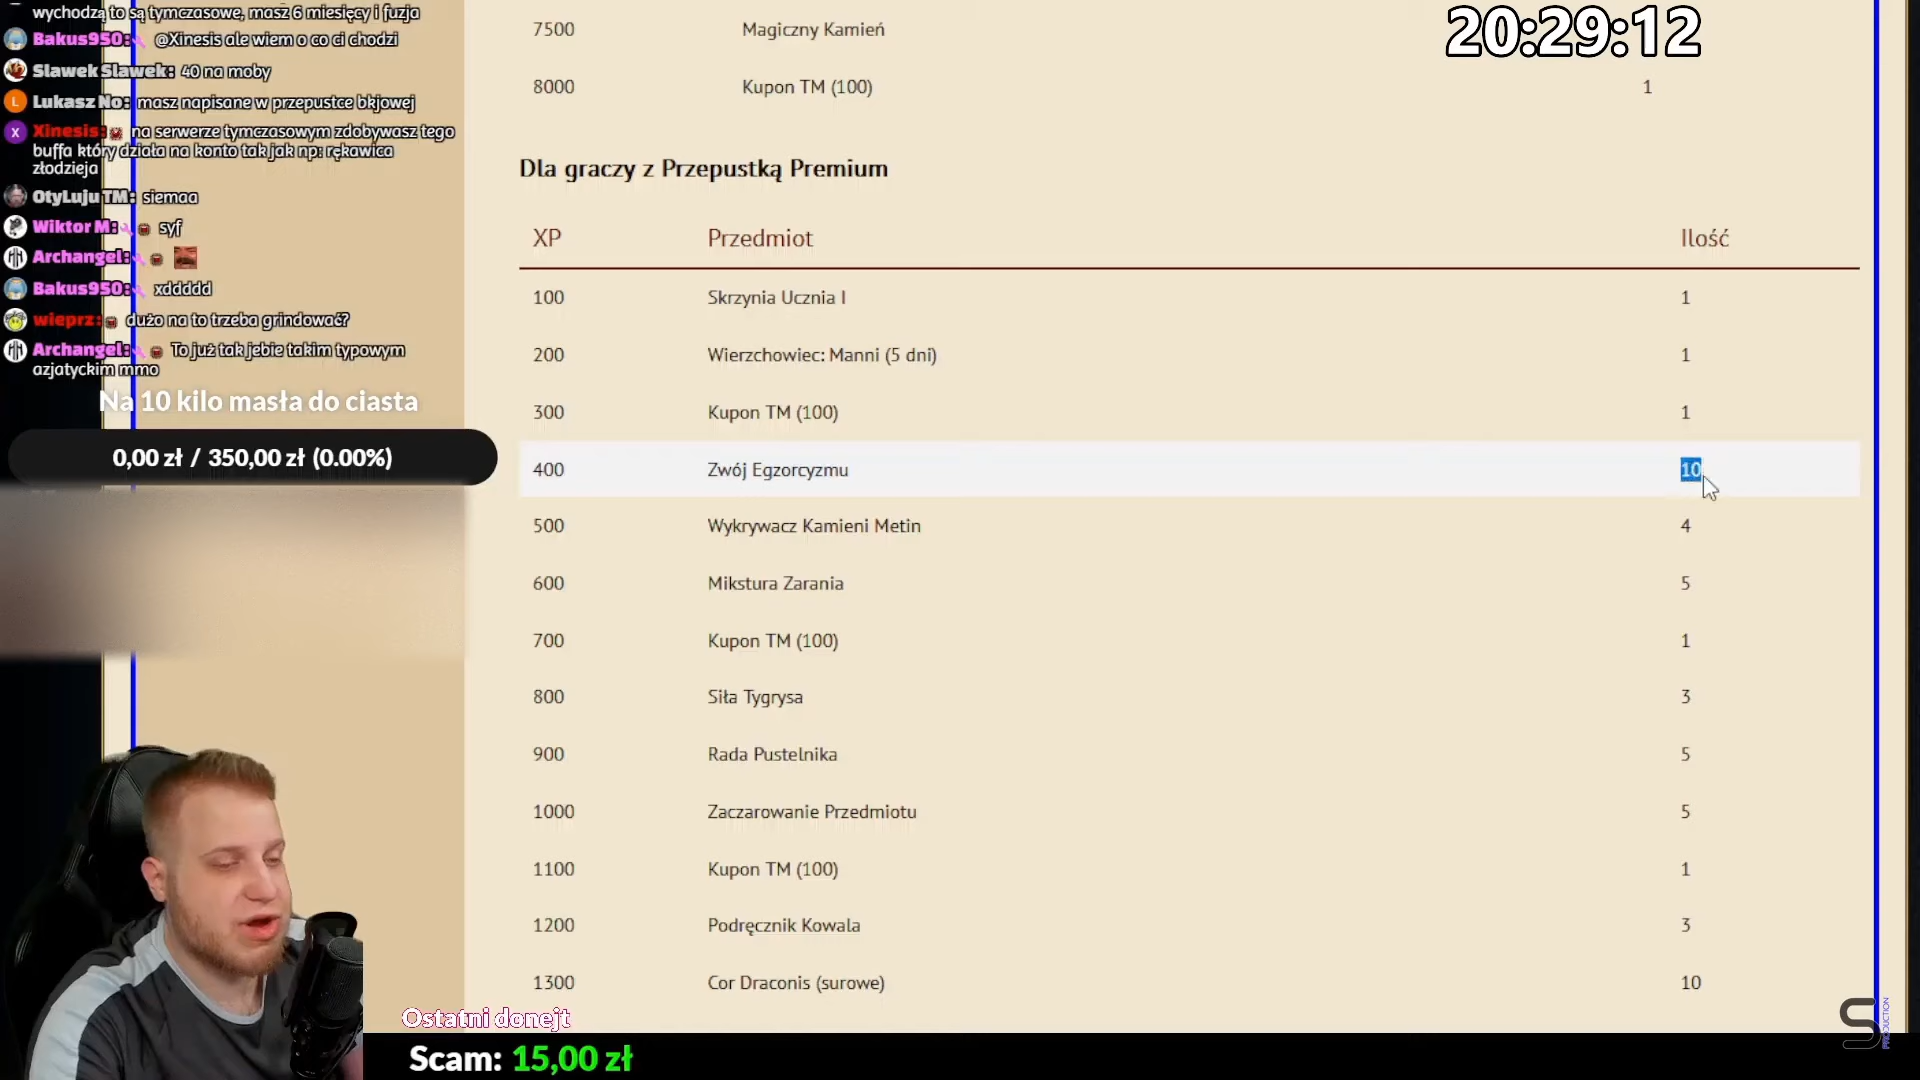 wychodzą to są tymczasowe, masz 6 miesięcy i fuzja
Bakus950: @Xinesis ale wiem o co ci chodzi
Slawek Slawek: 40 na moby
L Lukasz No: masz napisane w przepustce bkjowej
X Xinesis: na serwerze tymczasowym zdobywasz tego
buffa który działa na konto tak jak np: rękawica
złodzieja
OtyLuju TM: siemaa
Wiktor M: syf
Archangel:
Bakus950: xddddd
wieprz: dużo na to trzeba grindować?
Archangel: To już tak jebie takim typowym
azjatyckim mmo
Na 10 kilo masła do ciasta
0,00 zł / 350,00 zł (0.00%)
20:29:12
7500 Magiczny Kamień
8000 Kupon TM (100) 1
Dla graczy z Przepustką Premium
XP Przedmiot Ilość
100 Skrzynia Ucznia I 1
200 Wierzchowiec: Manni (5 dni) 1
300 Kupon TM (100) 1
400 Zwój Egzorcyzmu 10
500 Wykrywacz Kamieni Metin 4
600 Mikstura Zarania 5
700 Kupon TM (100) 1
800 Siła Tygrysa 3
900 Rada Pustelnika 5
1000 Zaczarowanie Przedmiotu 5
1100 Kupon TM (100) 1
1200 Podręcznik Kowala 3
1300 Cor Draconis (surowe) 10
Ostatni donejt
Scam: 15,00 zł
S PRODUCTION